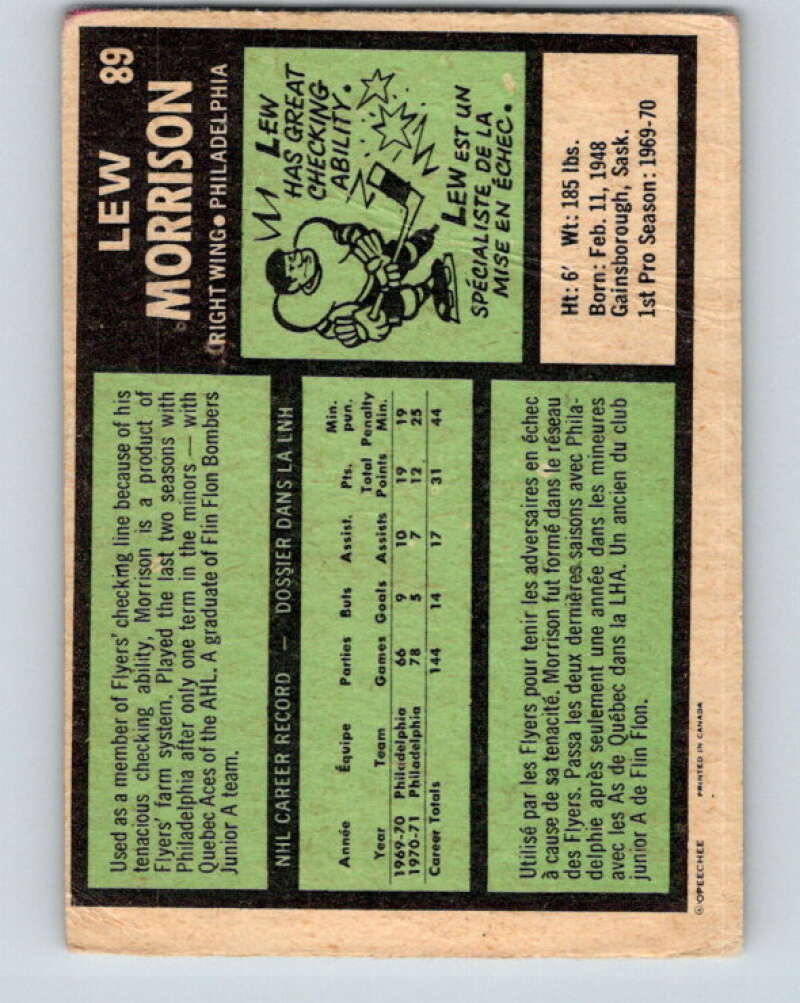 LEW 89
MORRISON
RIGHT WING • PHILADELPHIA
Used as a member of Flyers' checking line because of his
tenacious checking ability, Morrison is a product of
Flyers' farm system. Played the last two seasons with
Philadelphia after only one term in the minors — with
Quebec Aces of the AHL. A graduate of Flin Flon Bombers
Junior A team.
LEW
HAS GREAT
CHECKING
ABILITY.
LEW EST UN
SPÉCIALISTE DE LA
MISE EN ÉCHEC.
NHL CAREER RECORD — DOSSIER DANS LA LNH
Année Équipe Parties Buts Assist. Pts. Min. pun.
Year Team Games Goals Assists Total Points Penalty Min.
1969-70 Philadelphia 66 9 10 19 19
1970-71 Philadelphia 78 5 7 12 25
Career Totals 144 14 17 31 44
Ht: 6' Wt: 185 lbs.
Born: Feb. 11, 1948
Gainsborough, Sask.
1st Pro Season: 1969-70
Utilisé par les Flyers pour tenir les adversaires en échec
à cause de sa tenacité. Morrison fut formé dans le réseau
des Flyers. Passa les deux dernières saisons avec Phila-
delphie après seulement une année dans les mineures
avec les As de Québec dans la LHA. Un ancien du club
junior A de Flin Flon.
© OPEECHEE PRINTED IN CANADA